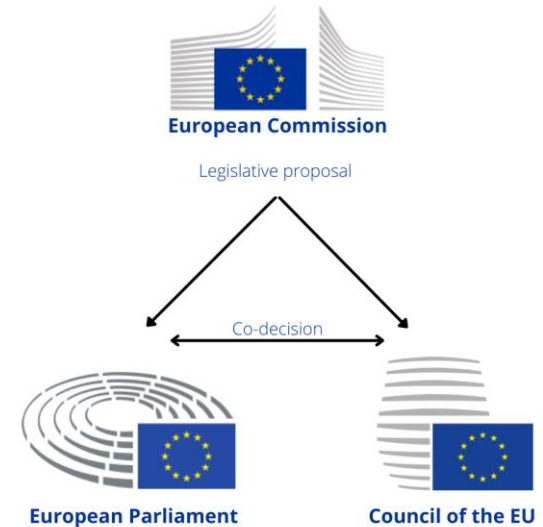 European Commission
Legislative proposal
Co-decision
European Parliament
Council of the EU